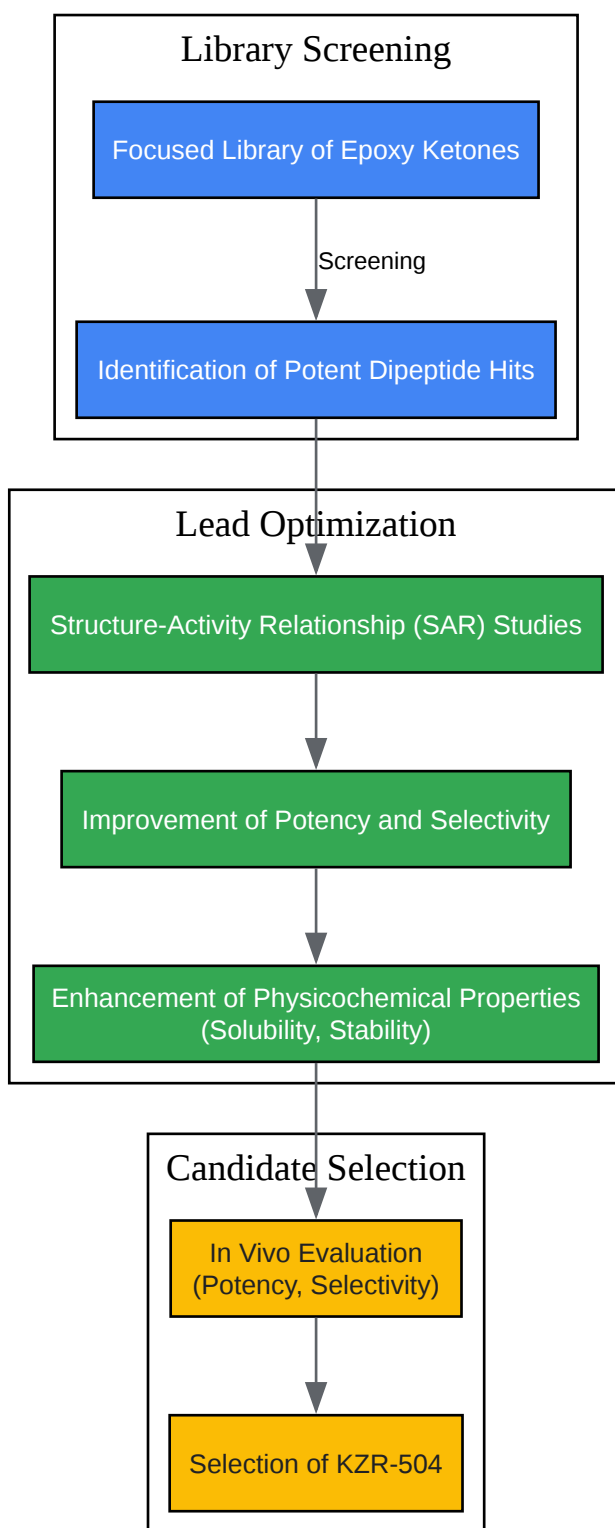 Library Screening
Focused Library of Epoxy Ketones
Screening
Identification of Potent Dipeptide Hits
Lead Optimization
Structure-Activity Relationship (SAR) Studies
Improvement of Potency and Selectivity
Enhancement of Physicochemical Properties
(Solubility, Stability)
Candidate Selection
In Vivo Evaluation
(Potency, Selectivity)
Selection of KZR-504